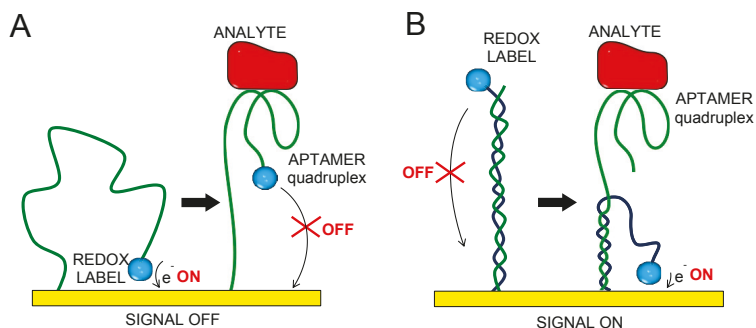 A
ANALYTE
APTAMER
quadruplex
OFF
REDOX
LABEL
e- ON
SIGNAL OFF
B
REDOX
LABEL
ANALYTE
APTAMER
quadruplex
OFF
e- ON
SIGNAL ON